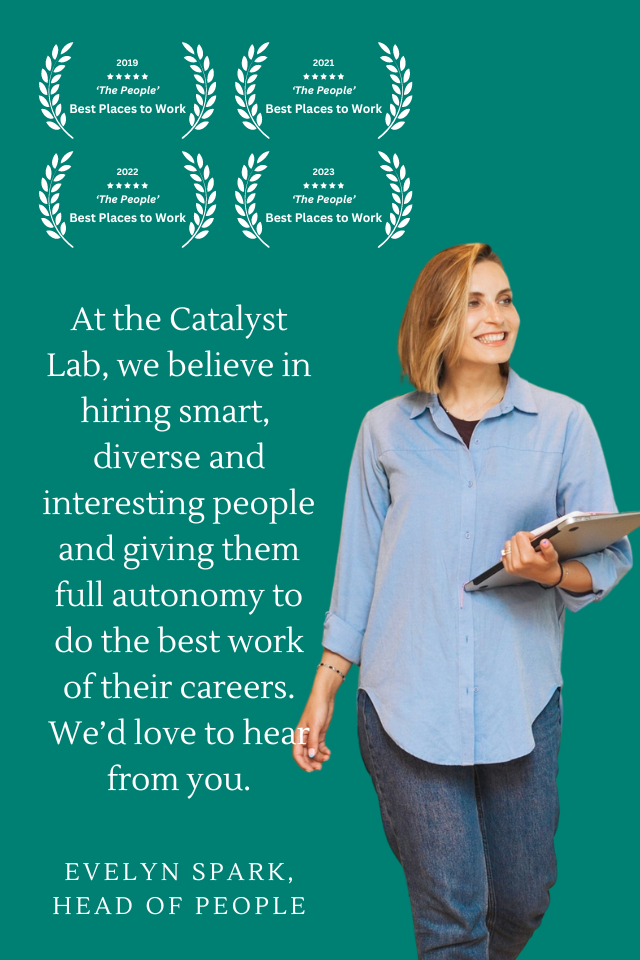 2019
‘The People’
Best Places to Work
2021
‘The People’
Best Places to Work
2022
‘The People’
Best Places to Work
2023
‘The People’
Best Places to Work
At the Catalyst
Lab, we believe in
hiring smart,
diverse and
interesting people
and giving them
full autonomy to
do the best work
of their careers.
We’d love to hear
from you.
EVELYN SPARK,
HEAD OF PEOPLE